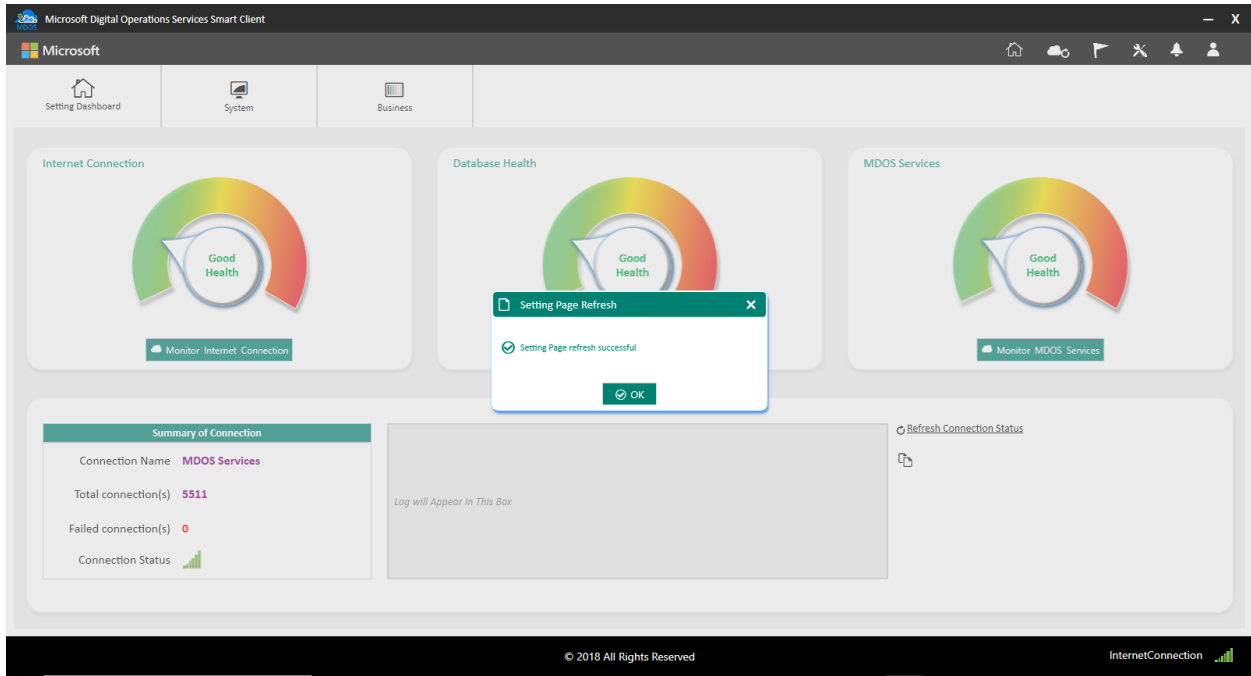 MDOS
Microsoft Digital Operations Services Smart Client
X
Microsoft
Setting Dashboard
System
Business
Internet Connection
Good
Health
Monitor Internet Connection
Database Health
Good
Health
MDOS Services
Good
Health
Monitor MDOS Services
Setting Page Refresh
Setting Page refresh successful
OK
Summary of Connection
Connection Name MDOS Services
Total connection(s) 5511
Failed connection(s) 0
Connection Status
Log will Appear In This Box
Refresh Connection Status
© 2018 All Rights Reserved
InternetConnection